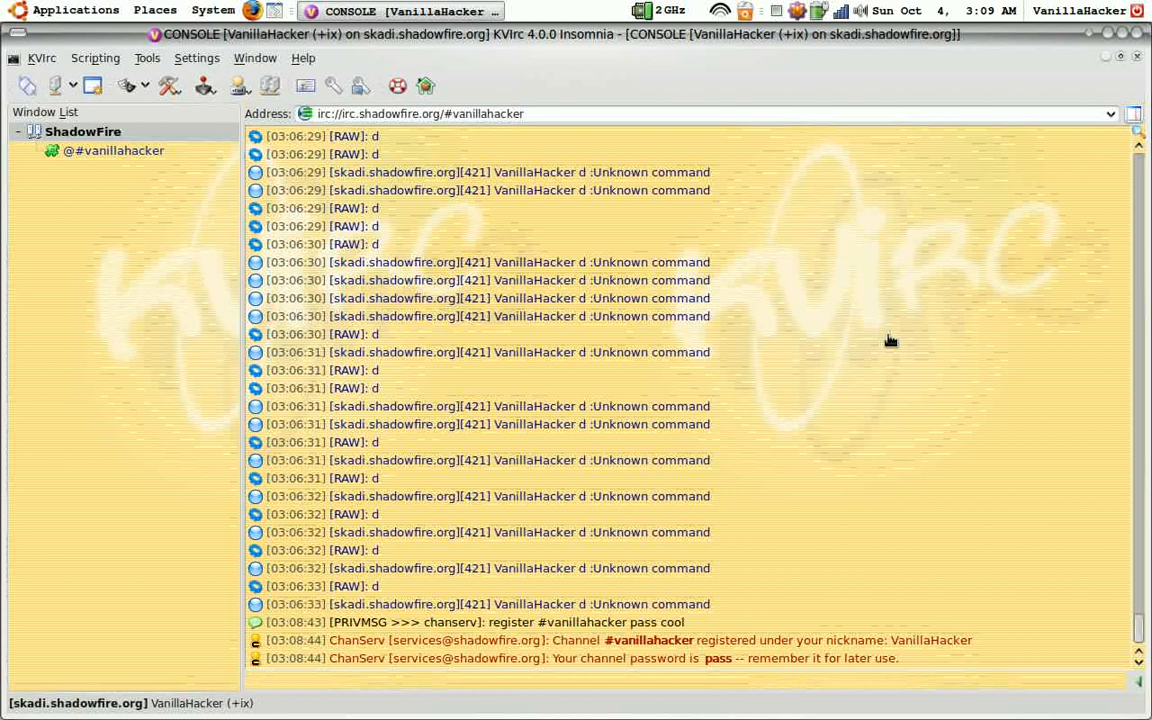 Applications Places System CONSOLE [VanillaHacker ... 2 GHz Sun Oct 4, 3:09 AM VanillaHacker
CONSOLE [VanillaHacker (+ix) on skadi.shadowfire.org] KVIrc 4.0.0 Insomnia - [CONSOLE [VanillaHacker (+ix) on skadi.shadowfire.org]]
KVIrc Scripting Tools Settings Window Help
Window List
Address: irc://irc.shadowfire.org/#vanillahacker
ShadowFire
@#vanillahacker
[03:06:29] [RAW]: d
[03:06:29] [RAW]: d
[03:06:29] [skadi.shadowfire.org][421] VanillaHacker d :Unknown command
[03:06:29] [skadi.shadowfire.org][421] VanillaHacker d :Unknown command
[03:06:29] [RAW]: d
[03:06:29] [RAW]: d
[03:06:30] [RAW]: d
[03:06:30] [skadi.shadowfire.org][421] VanillaHacker d :Unknown command
[03:06:30] [skadi.shadowfire.org][421] VanillaHacker d :Unknown command
[03:06:30] [skadi.shadowfire.org][421] VanillaHacker d :Unknown command
[03:06:30] [skadi.shadowfire.org][421] VanillaHacker d :Unknown command
[03:06:30] [RAW]: d
[03:06:31] [skadi.shadowfire.org][421] VanillaHacker d :Unknown command
[03:06:31] [RAW]: d
[03:06:31] [RAW]: d
[03:06:31] [skadi.shadowfire.org][421] VanillaHacker d :Unknown command
[03:06:31] [skadi.shadowfire.org][421] VanillaHacker d :Unknown command
[03:06:31] [RAW]: d
[03:06:31] [skadi.shadowfire.org][421] VanillaHacker d :Unknown command
[03:06:31] [RAW]: d
[03:06:32] [skadi.shadowfire.org][421] VanillaHacker d :Unknown command
[03:06:32] [RAW]: d
[03:06:32] [skadi.shadowfire.org][421] VanillaHacker d :Unknown command
[03:06:32] [RAW]: d
[03:06:32] [skadi.shadowfire.org][421] VanillaHacker d :Unknown command
[03:06:33] [RAW]: d
[03:06:33] [skadi.shadowfire.org][421] VanillaHacker d :Unknown command
[03:08:43] [PRIVMSG >>> chanserv]: register #vanillahacker pass cool
[03:08:44] ChanServ [services@shadowfire.org]: Channel #vanillahacker registered under your nickname: VanillaHacker
[03:08:44] ChanServ [services@shadowfire.org]: Your channel password is pass -- remember it for later use.
[skadi.shadowfire.org] VanillaHacker (+ix)
KVIRC
KVIRC